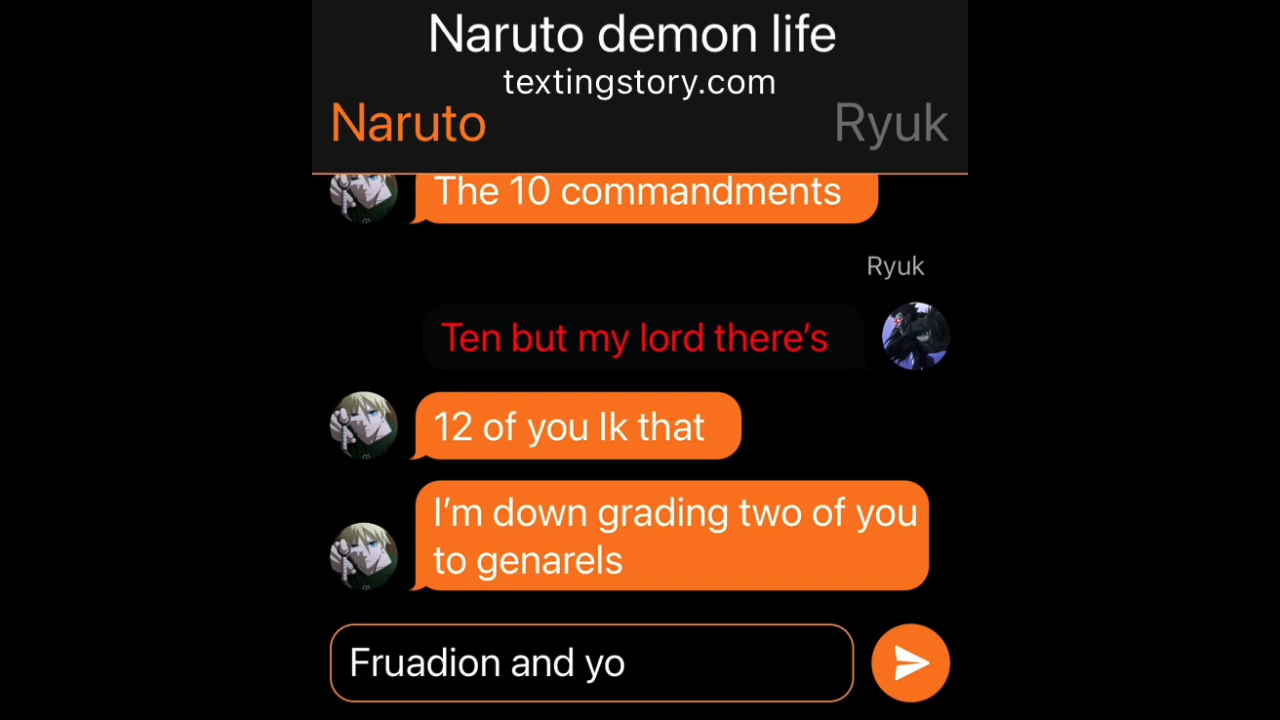 Naruto demon life
textingstory.com
Naruto
Ryuk
The 10 commandments
Ryuk
Ten but my lord there’s
12 of you lk that
I’m down grading two of you
to genarels
Fruadion and yo